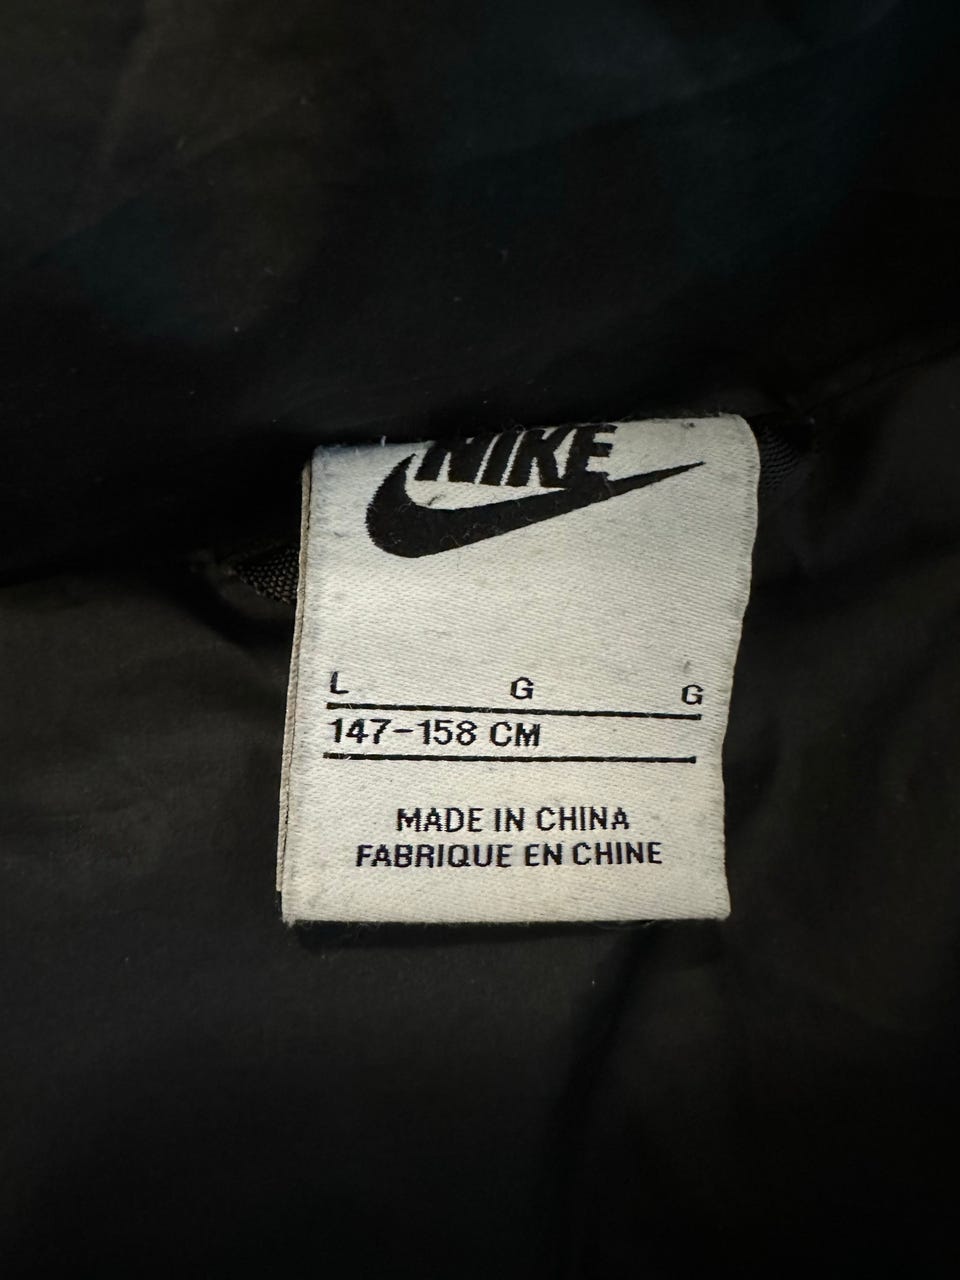 NIKE
L G G
147-158 CM
MADE IN CHINA
FABRIQUE EN CHINE